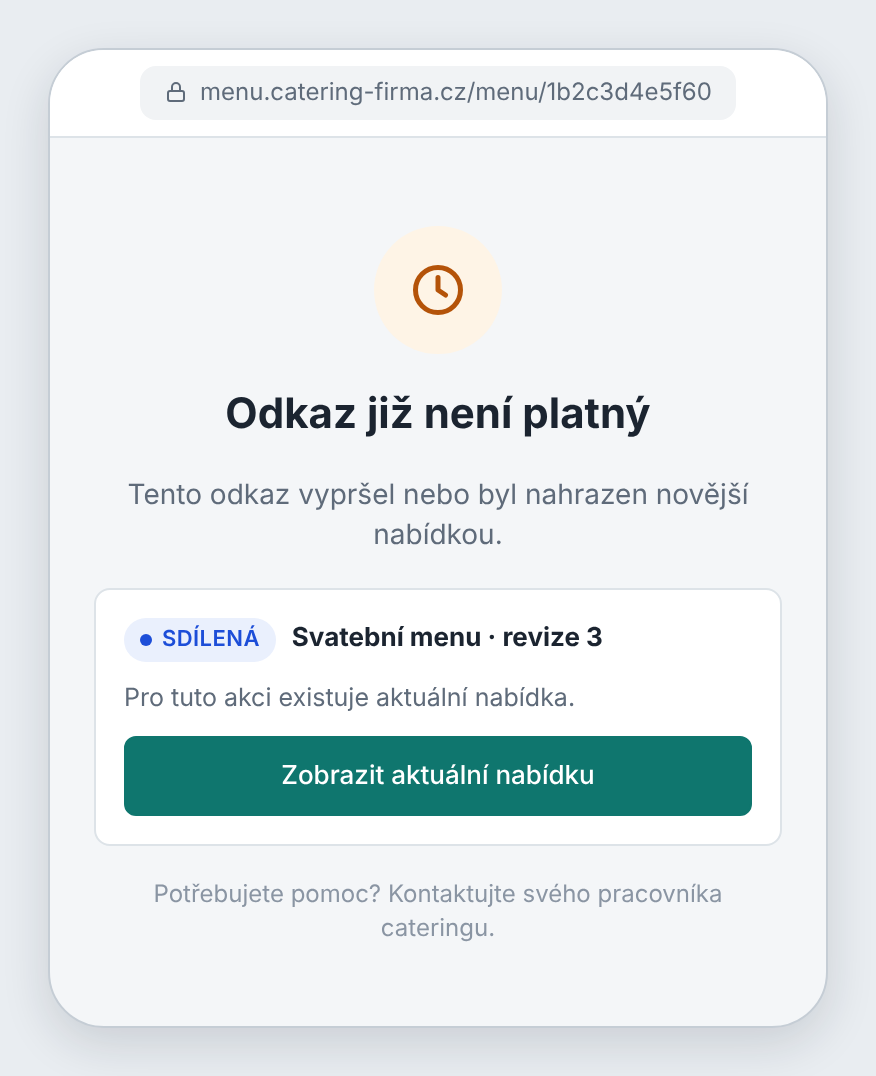 menu.catering-firma.cz/menu/1b2c3d4e5f60
Odkaz již není platný
Tento odkaz vypršel nebo byl nahrazen novější
nabídkou.
SDÍLENÁ Svatební menu · revize 3
Pro tuto akci existuje aktuální nabídka.
Zobrazit aktuální nabídku
Potřebujete pomoc? Kontaktujte svého pracovníka
cateringu.